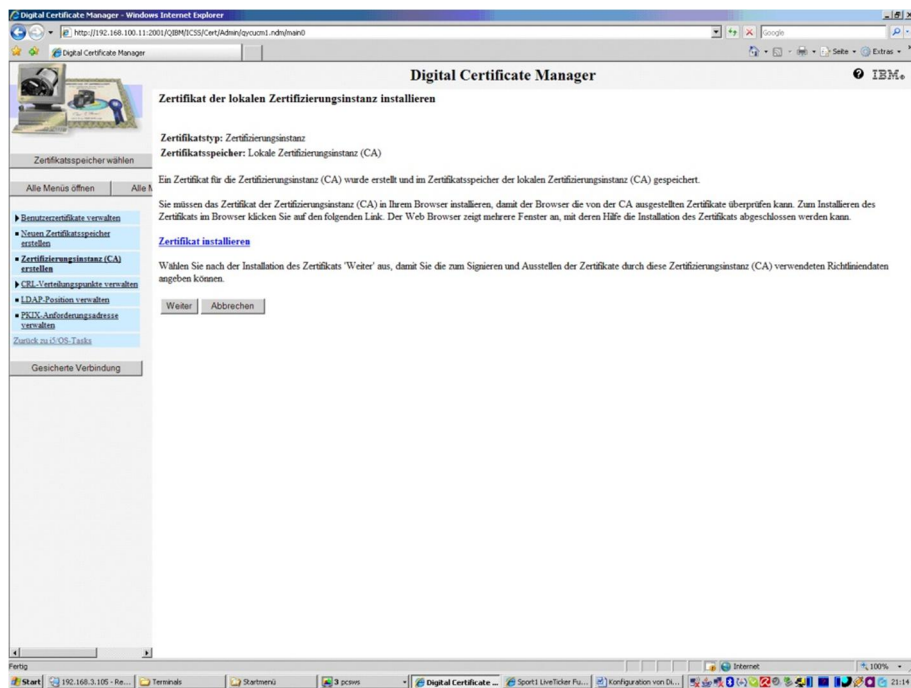 Digital Certificate Manager - Windows Internet Explorer
http://192.168.100.11:2001/QIBM/ICSS/Cert/Admin/qycucm1.ndm/main0
Google
Digital Certificate Manager
Seite
Extras
Digital Certificate Manager
IBM
Zertifikat der lokalen Zertifizierungsinstanz installieren
Zertifikatstyp: Zertifizierungsinstanz
Zertifikatsspeicher: Lokale Zertifizierungsinstanz (CA)
Ein Zertifikat für die Zertifizierungsinstanz (CA) wurde erstellt und im Zertifikatsspeicher der lokalen Zertifizierungsinstanz (CA) gespeichert.
Sie müssen das Zertifikat der Zertifizierungsinstanz (CA) in Ihrem Browser installieren, damit der Browser die von der CA ausgestellten Zertifikate überprüfen kann. Zum Installieren des
Zertifikats im Browser klicken Sie auf den folgenden Link. Der Web Browser zeigt mehrere Fenster an, mit deren Hilfe die Installation des Zertifikats abgeschlossen werden kann.
Zertifikat installieren
Wählen Sie nach der Installation des Zertifikats 'Weiter' aus, damit Sie die zum Signieren und Ausstellen der Zertifikate durch diese Zertifizierungsinstanz (CA) verwendeten Richtliniendaten
angeben können.
Weiter
Abbrechen
Zertifikatsspeicher wählen
Alle Menüs öffnen
Alle M
Benutzerzertifikate verwalten
Neuen Zertifikatsspeicher
erstellen
Zertifizierungsinstanz (CA)
erstellen
CRL-Verteilungspunkte verwalten
LDAP-Position verwalten
PKIX-Anforderungsadresse
verwalten
Zurück zu i5/OS-Tasks
Gesicherte Verbindung
Fertig
Internet
100%
Start
192.168.3.105 - Re...
Terminals
Startmenü
3 pcsws
Digital Certificate ...
Sport1 LiveTicker Fu...
Konfiguration von Di...
21:14